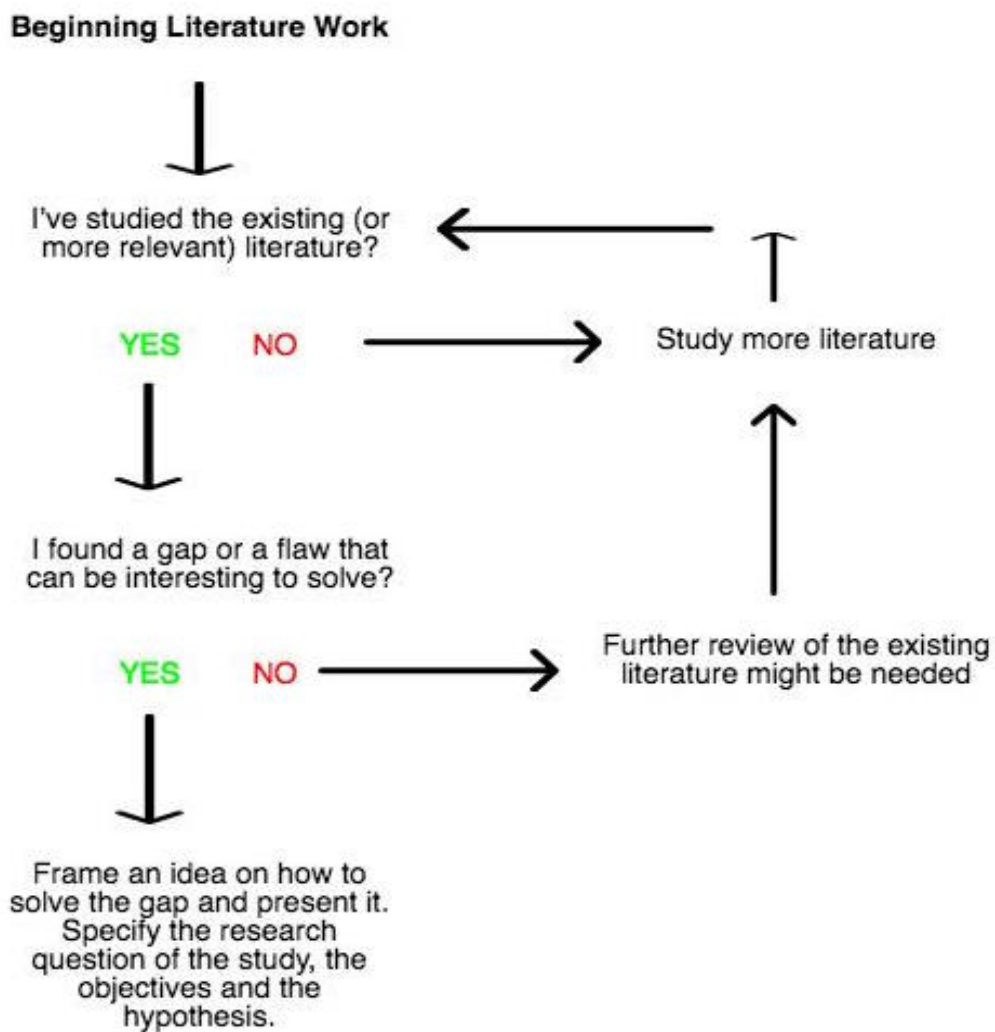 Beginning Literature Work
I've studied the existing (or
more relevant) literature?
YES NO
Study more literature
I found a gap or a flaw that
can be interesting to solve?
YES NO
Further review of the existing
literature might be needed
Frame an idea on how to
solve the gap and present it.
Specify the research
question of the study, the
objectives and the
hypothesis.